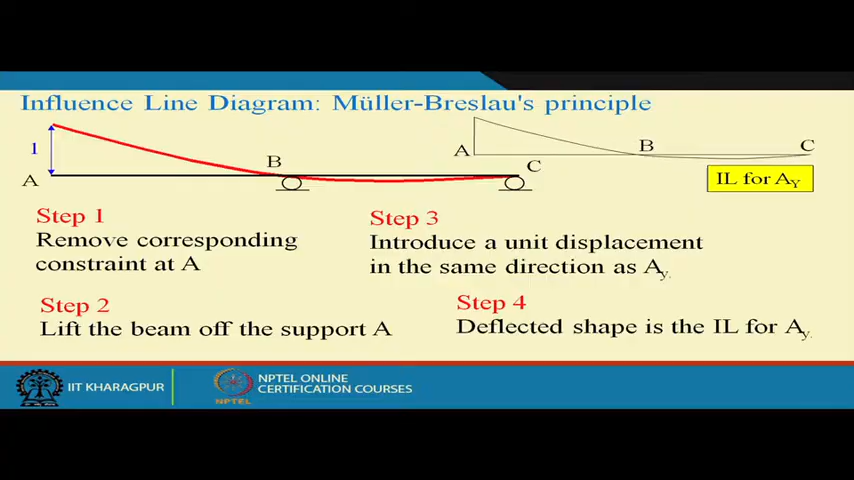 Influence Line Diagram: Müller-Breslau's principle
1
A
B
C
A
B
C
IL for AY
Step 1
Remove corresponding
constraint at A
Step 2
Lift the beam off the support A
Step 3
Introduce a unit displacement
in the same direction as Ay.
Step 4
Deflected shape is the IL for Ay.
IIT KHARAGPUR
NPTEL
NPTEL ONLINE
CERTIFICATION COURSES